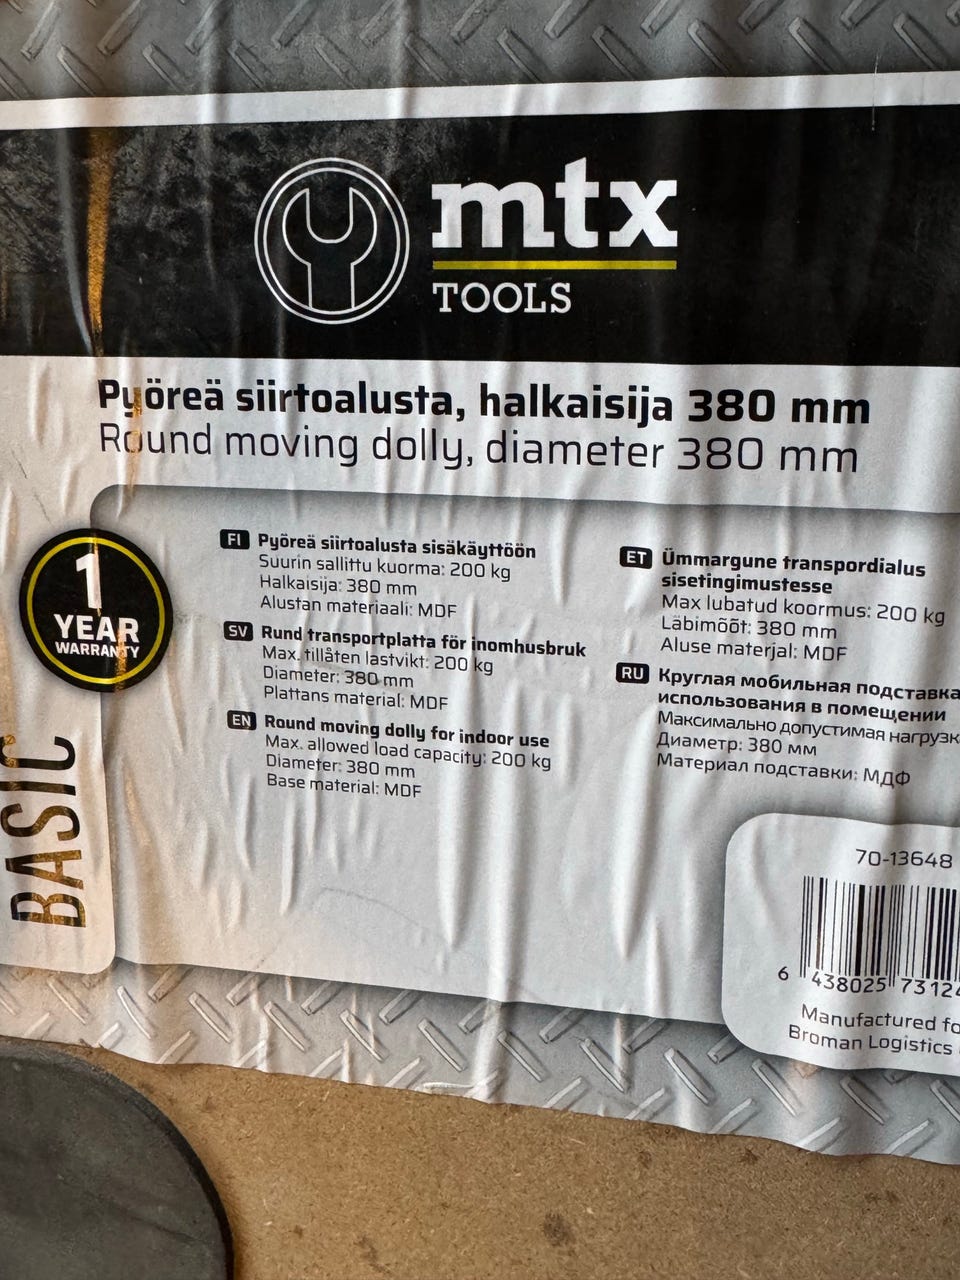 mtx
TOOLS
Pyöreä siirtoalusta, halkaisija 380 mm
Round moving dolly, diameter 380 mm
1
YEAR
WARRANTY
BASIC
FI Pyöreä siirtoalusta sisäkäyttöön
Suurin sallittu kuorma: 200 kg
Halkaisija: 380 mm
Alustan materiaali: MDF
SV Rund transportplatta för inomhusbruk
Max. tillåten lastvikt: 200 kg
Diameter: 380 mm
Plattans material: MDF
EN Round moving dolly for indoor use
Max. allowed load capacity: 200 kg
Diameter: 380 mm
Base material: MDF
ET Ümmargune transpordialus
sisetingimustesse
Max lubatud koormus: 200 kg
Läbimõõt: 380 mm
Aluse materjal: MDF
RU Круглая мобильная подставка
использования в помещении
Максимально допустимая
Диаметр: 380 мм
Материал подставки: МДФ
70-13648
6 438025 73124
Manufactured
Broman Logistics